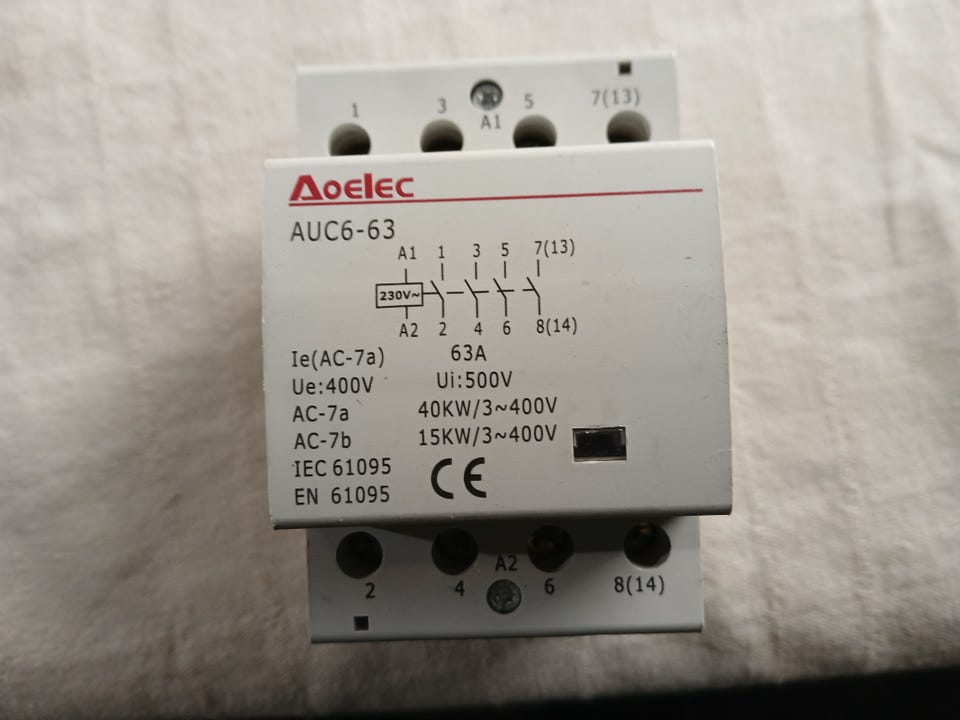 1 3 5 7(13)
A1
Aoelec
AUC6-63
A1 1 3 5 7(13)
230V~
A2 2 4 6 8(14)
Ie(AC-7a) 63A
Ue:400V Ui:500V
AC-7a 40KW/3~400V
AC-7b 15KW/3~400V
IEC 61095
EN 61095
CE
A2
2 4 6 8(14)